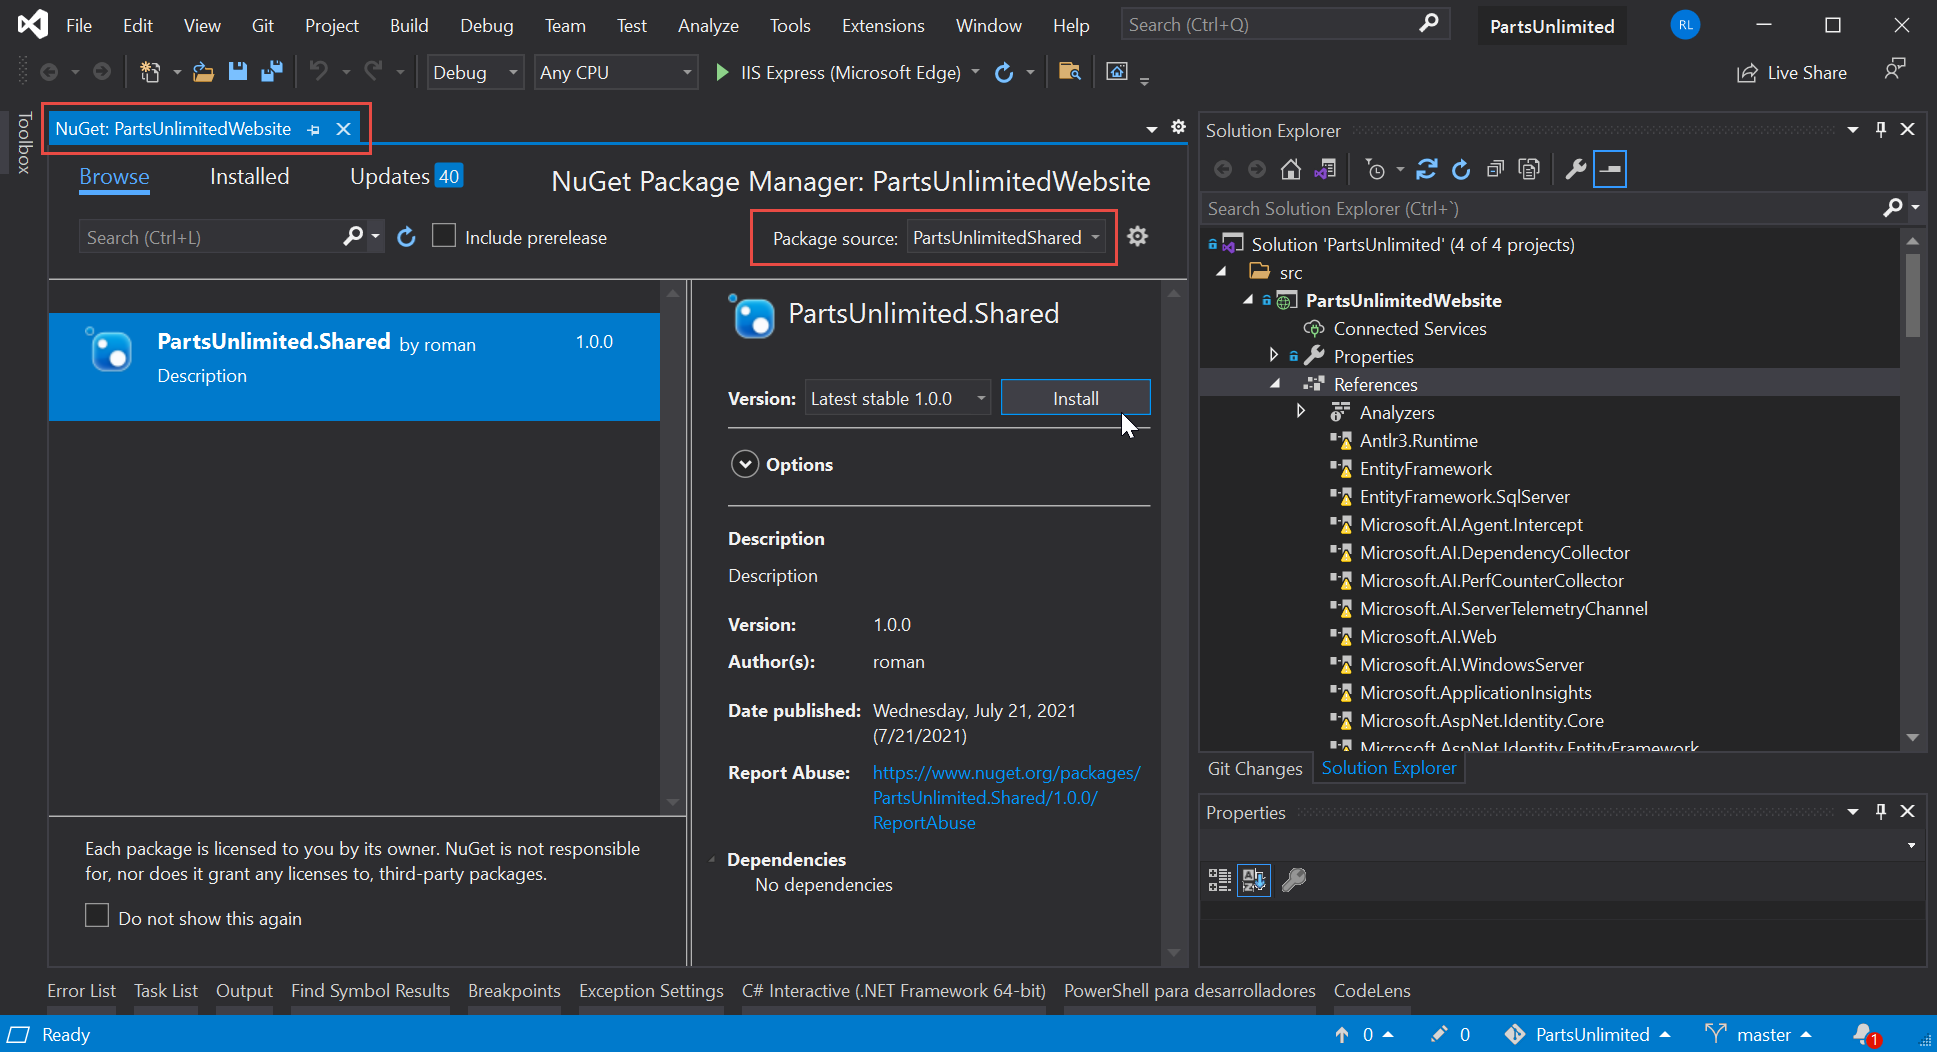 File Edit View Git Project Build Debug Team Test Analyze Tools Extensions Window Help Search (Ctrl+Q) PartsUnlimited RL
Debug Any CPU IIS Express (Microsoft Edge) Live Share
Toolbox
NuGet: PartsUnlimitedWebsite
Browse Installed Updates 40 NuGet Package Manager: PartsUnlimitedWebsite
Search (Ctrl+L) Include prerelease Package source: PartsUnlimitedShared
PartsUnlimited.Shared by roman 1.0.0
Description
Each package is licensed to you by its owner. NuGet is not responsible
for, nor does it grant any licenses to, third-party packages.
Do not show this again
PartsUnlimited.Shared
Version: Latest stable 1.0.0 Install
Options
Description
Description
Version: 1.0.0
Author(s): roman
Date published: Wednesday, July 21, 2021
(7/21/2021)
Report Abuse: https://www.nuget.org/packages/
PartsUnlimited.Shared/1.0.0/
ReportAbuse
Dependencies
No dependencies
Solution Explorer
Search Solution Explorer (Ctrl+`)
Solution 'PartsUnlimited' (4 of 4 projects)
src
PartsUnlimitedWebsite
Connected Services
Properties
References
Analyzers
Antlr3.Runtime
EntityFramework
EntityFramework.SqlServer
Microsoft.AI.Agent.Intercept
Microsoft.AI.DependencyCollector
Microsoft.AI.PerfCounterCollector
Microsoft.AI.ServerTelemetryChannel
Microsoft.AI.Web
Microsoft.AI.WindowsServer
Microsoft.ApplicationInsights
Microsoft.AspNet.Identity.Core
Microsoft.AspNet.Identity.EntityFramework
Git Changes Solution Explorer
Properties
Error List Task List Output Find Symbol Results Breakpoints Exception Settings C# Interactive (.NET Framework 64-bit) PowerShell para desarrolladores CodeLens
Ready 0 0 PartsUnlimited master 1